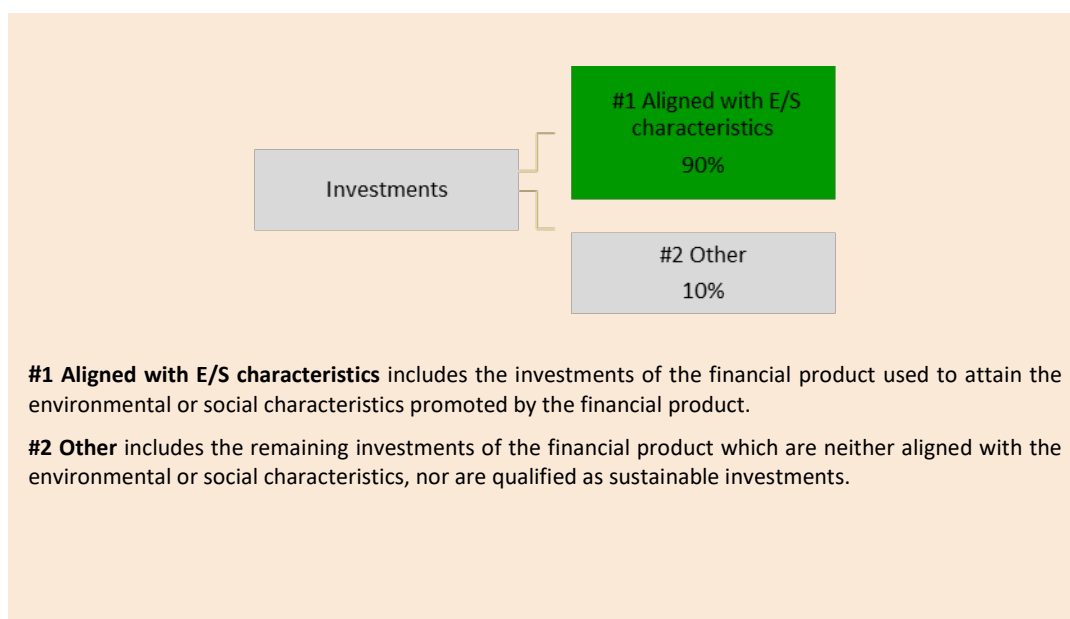 #1 Aligned with E/S
characteristics
90%
Investments
#2 Other
10%
#1 Aligned with E/S characteristics includes the investments of the financial product used to attain the
environmental or social characteristics promoted by the financial product.
#2 Other includes the remaining investments of the financial product which are neither aligned with the
environmental or social characteristics, nor are qualified as sustainable investments.